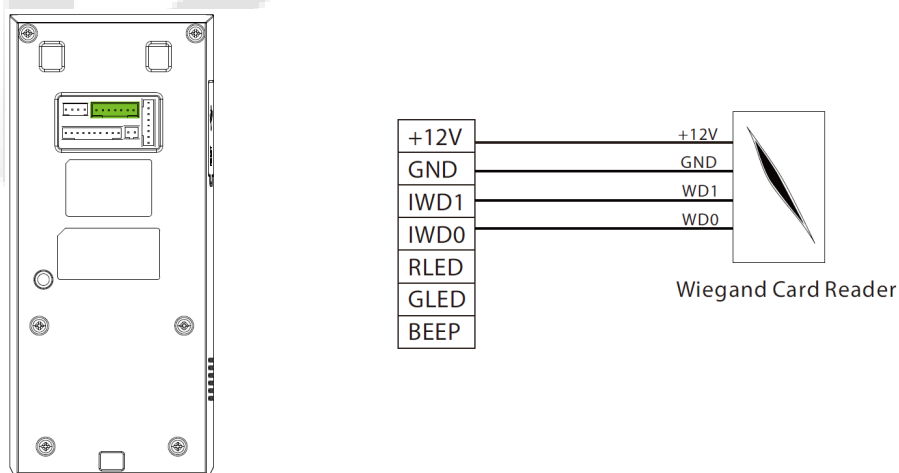 +12V
GND
IWD1
IWD0
RLED
GLED
BEEP
+12V
GND
WD1
WD0
Wiegand Card Reader